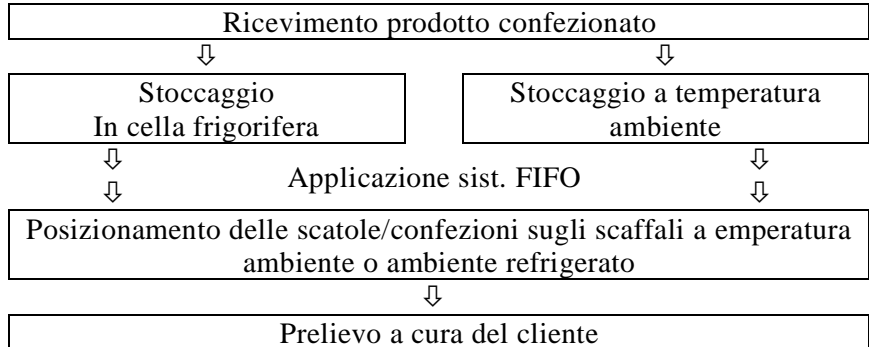 Ricevimento prodotto confezionato
Stoccaggio
In cella frigorifera
Stoccaggio a temperatura
ambiente
Applicazione sist. FIFO
Posizionamento delle scatole/confezioni sugli scaffali a emperatura
ambiente o ambiente refrigerato
Prelievo a cura del cliente